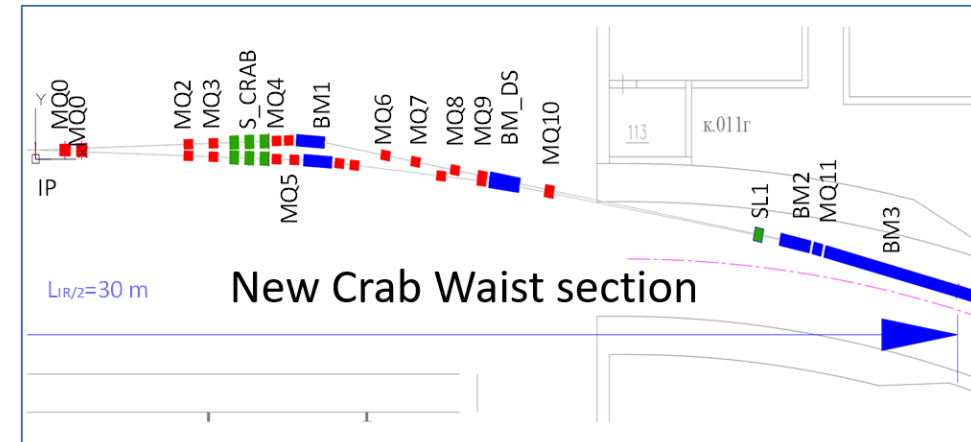 Y
MQ0
MQ0
MQ2
MQ3
S_CRAB
MQ4
BM1
MQ6
MQ7
MQ8
MQ9
BM_DS
MQ10
113
к.011г
IP
MQ5
SL1
BM2
MQ11
BM3
LIR/2=30 m
New Crab Waist section